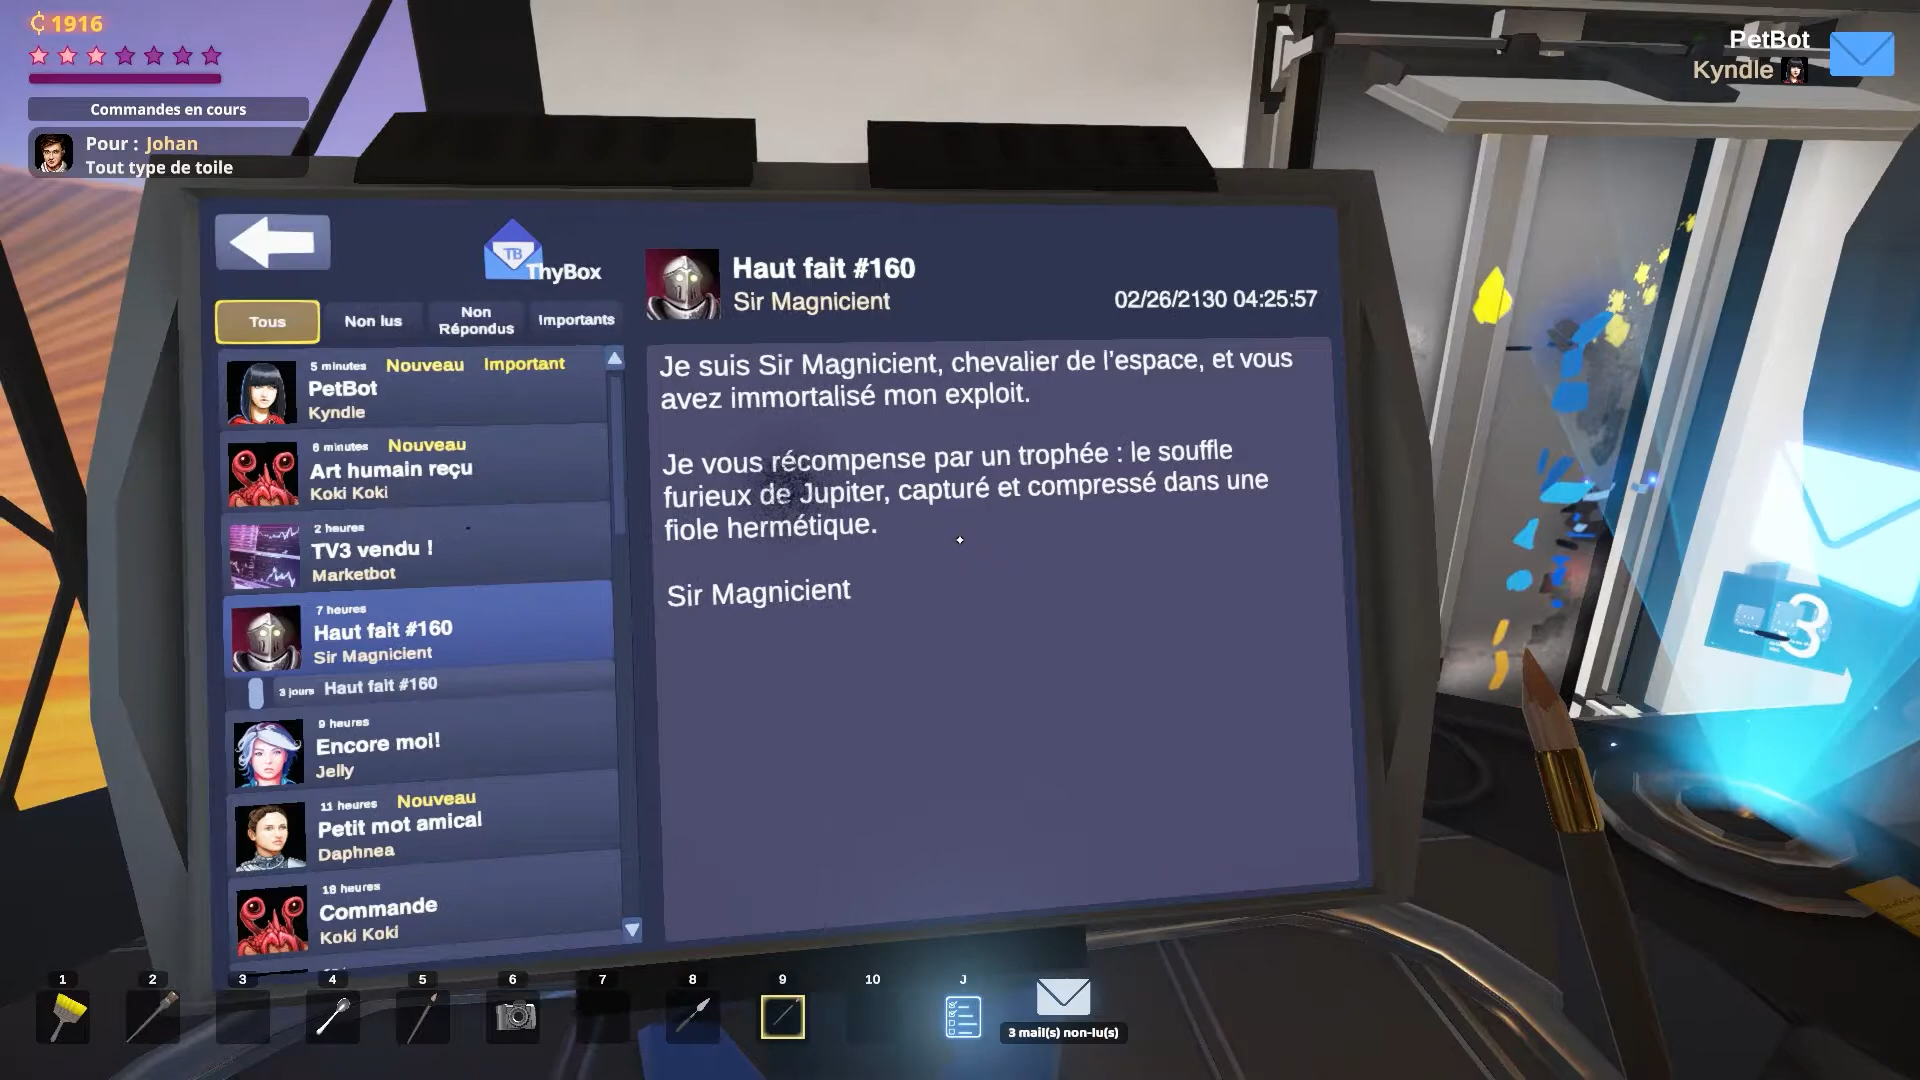 ₵ 1916
Commandes en cours
Pour : Johan
Tout type de toile
PetBot
Kyndle
TB
ThyBox
Tous
Non lus
Non Répondus
Importants
5 minutes Nouveau Important
PetBot
Kyndle
6 minutes Nouveau
Art humain reçu
Koki Koki
2 heures
TV3 vendu !
Marketbot
7 heures
Haut fait #160
Sir Magnicient
3 jours Haut fait #160
9 heures
Encore moi!
Jelly
11 heures Nouveau
Petit mot amical
Daphnea
18 heures
Commande
Koki Koki
Haut fait #160
Sir Magnicient
02/26/2130 04:25:57
Je suis Sir Magnicient, chevalier de l'espace, et vous
avez immortalisé mon exploit.
Je vous récompense par un trophée : le souffle
furieux de Jupiter, capturé et compressé dans une
fiole hermétique.
Sir Magnicient
3
1 2 3 4 5 6 7 8 9 10 J
3 mail(s) non-lu(s)